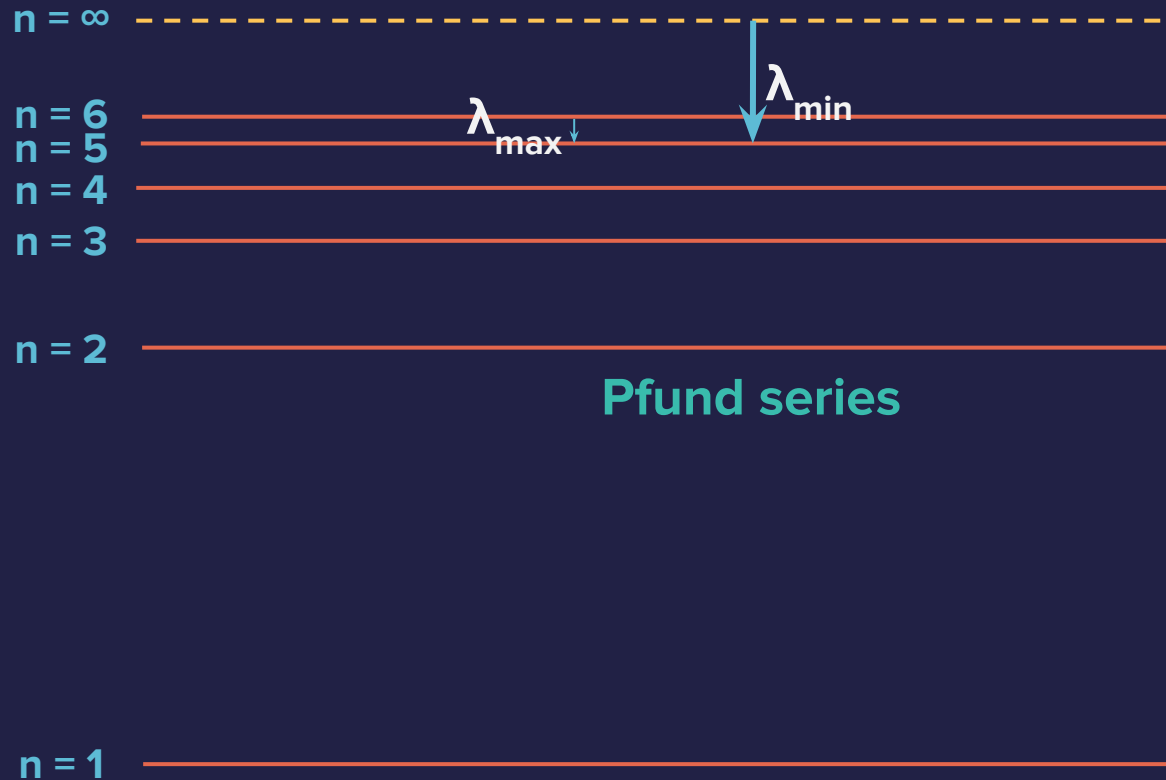 n = ∞
λmin
n = 6
λmax
n = 5
n = 4
n = 3
n = 2
Pfund series
n = 1